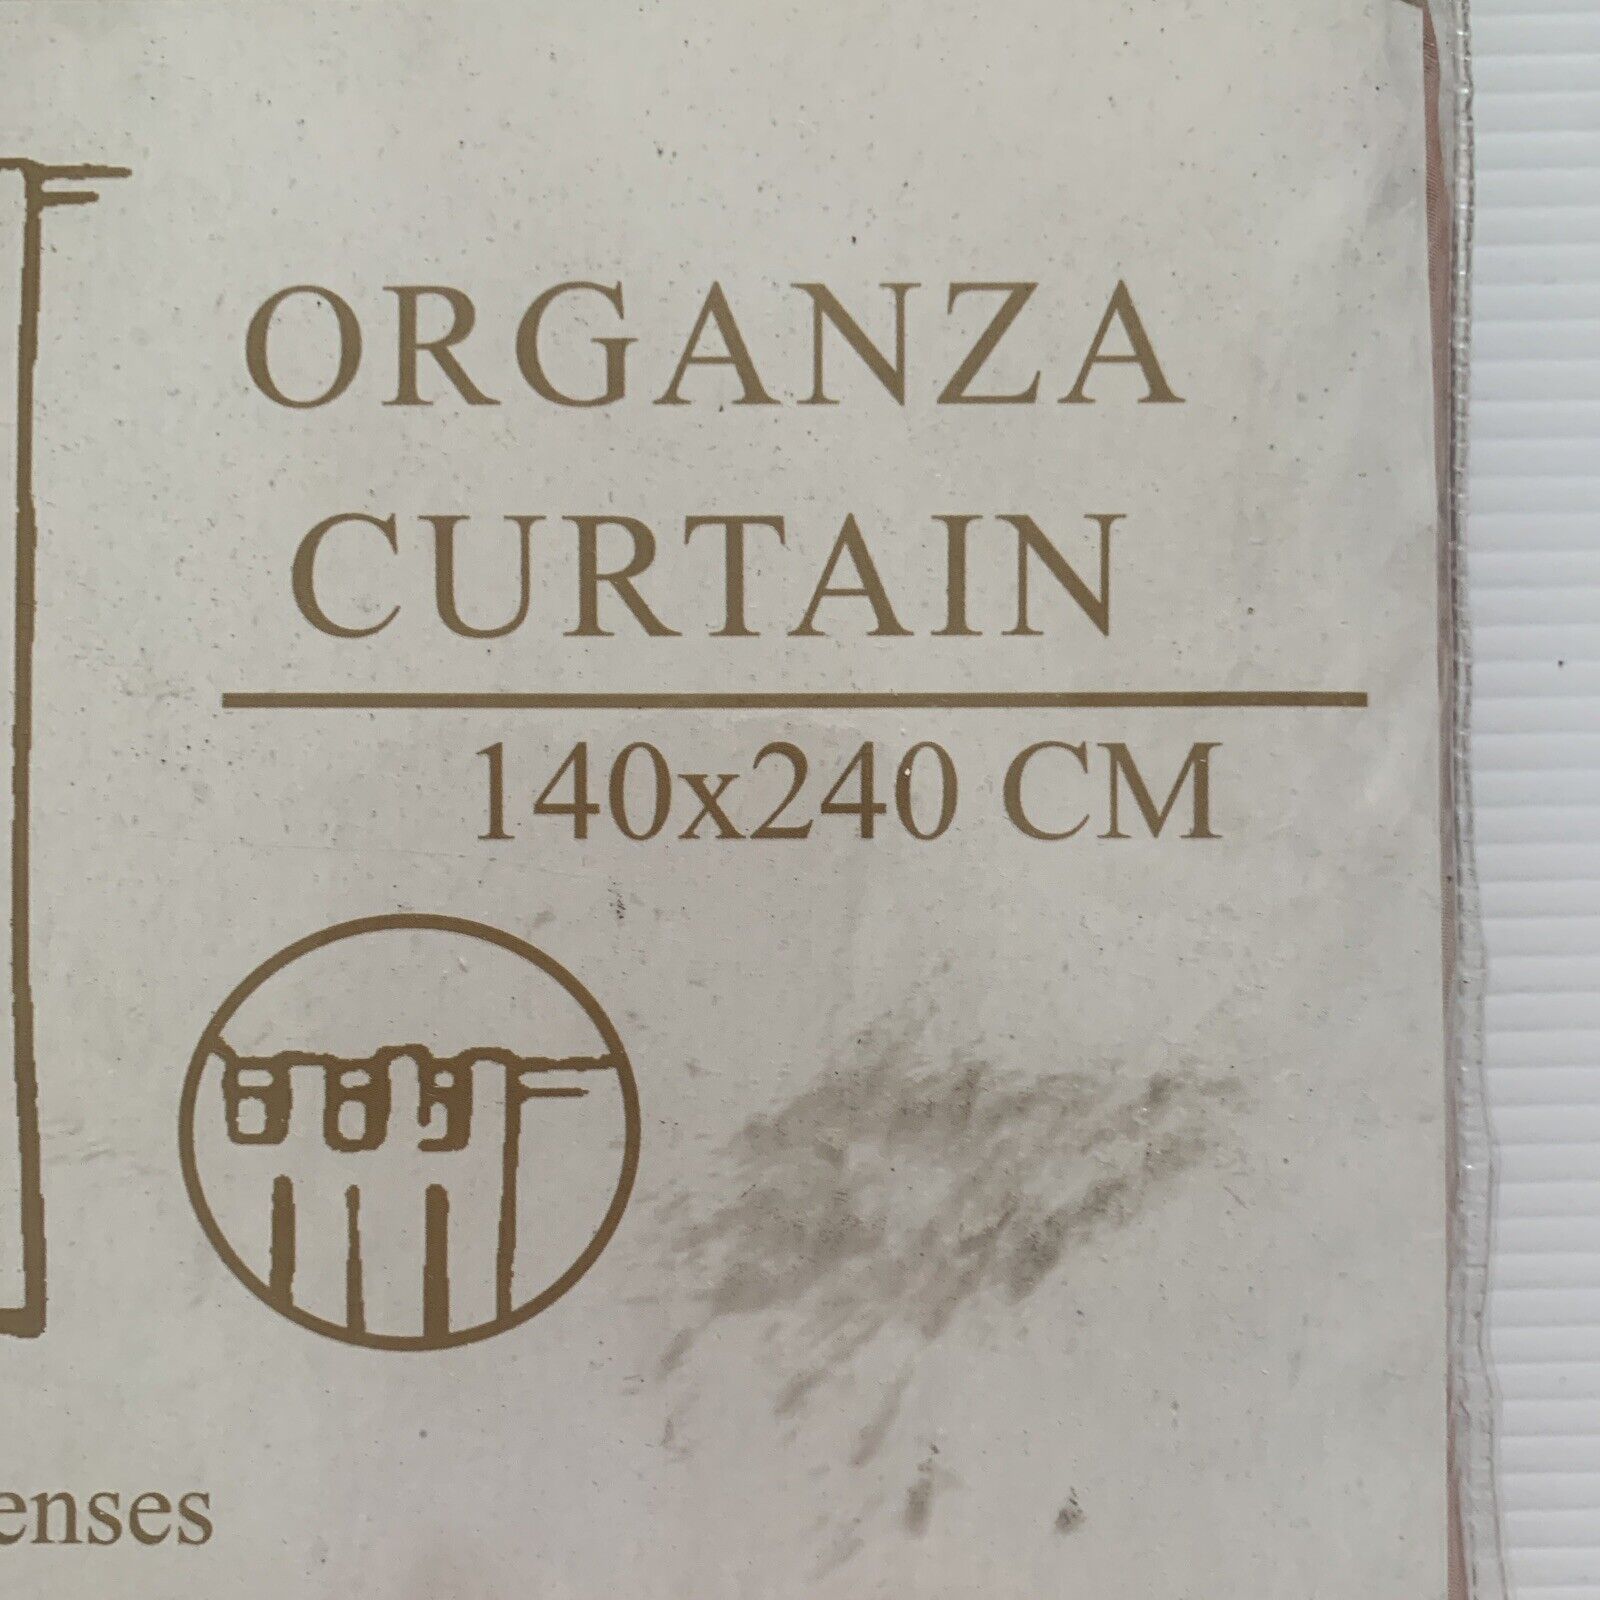 ORGANZA
CURTAIN
140x240 CM
enses